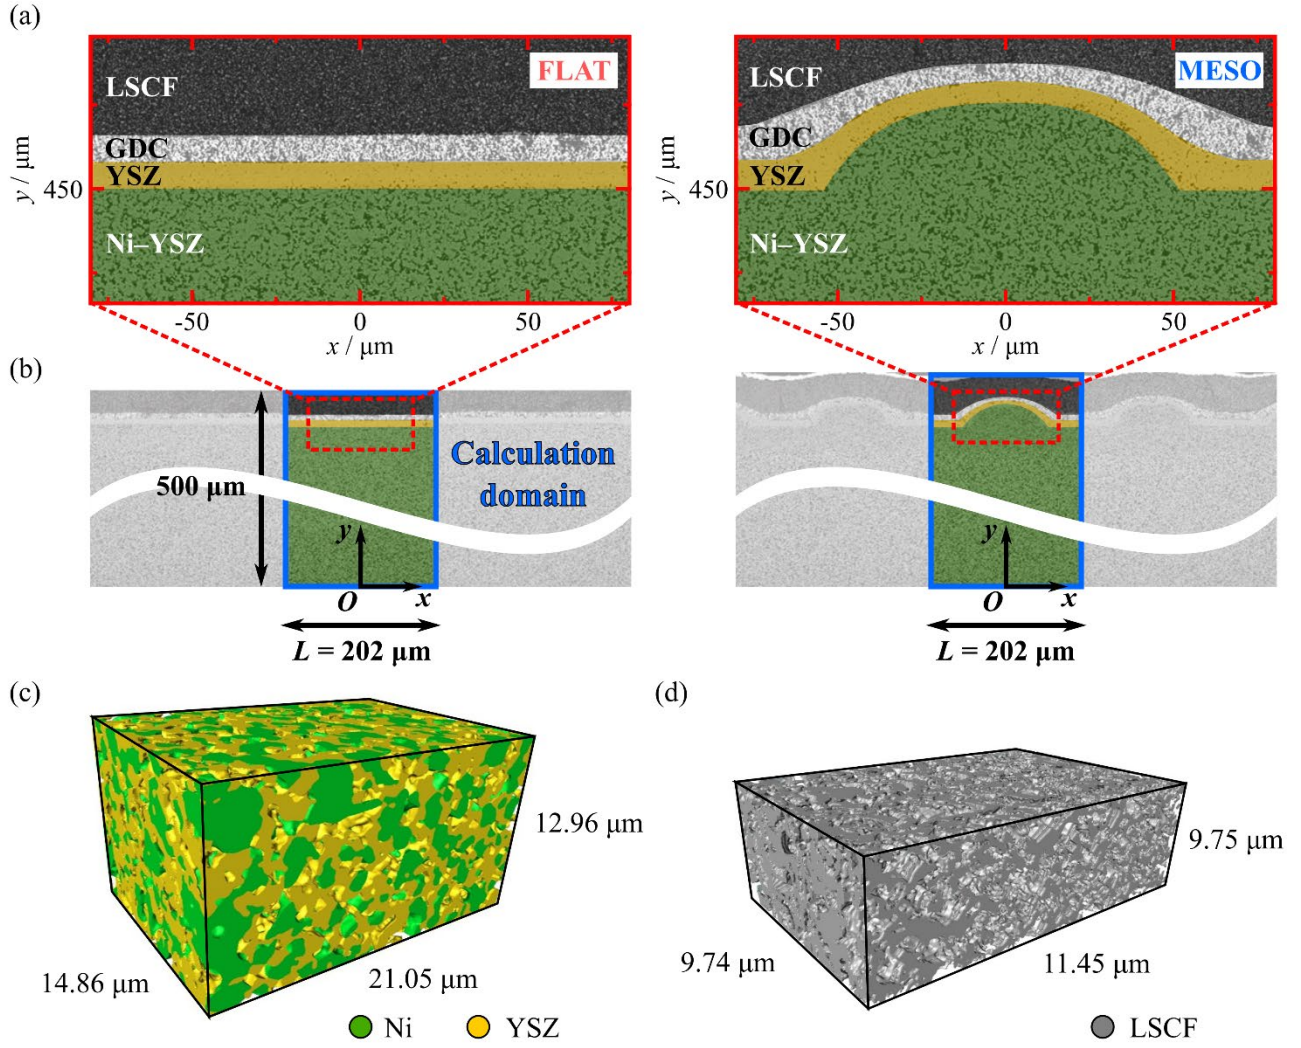 (a)
FLAT
LSCF
GDC
YSZ
Ni–YSZ
y / μm
450
-50
0
50
x / μm
MESO
LSCF
GDC
YSZ
Ni–YSZ
y / μm
450
-50
0
50
x / μm
(b)
500 μm
Calculation
domain
y
O
x
L = 202 μm
y
O
x
L = 202 μm
(c)
12.96 μm
14.86 μm
21.05 μm
Ni
YSZ
(d)
9.75 μm
9.74 μm
11.45 μm
LSCF